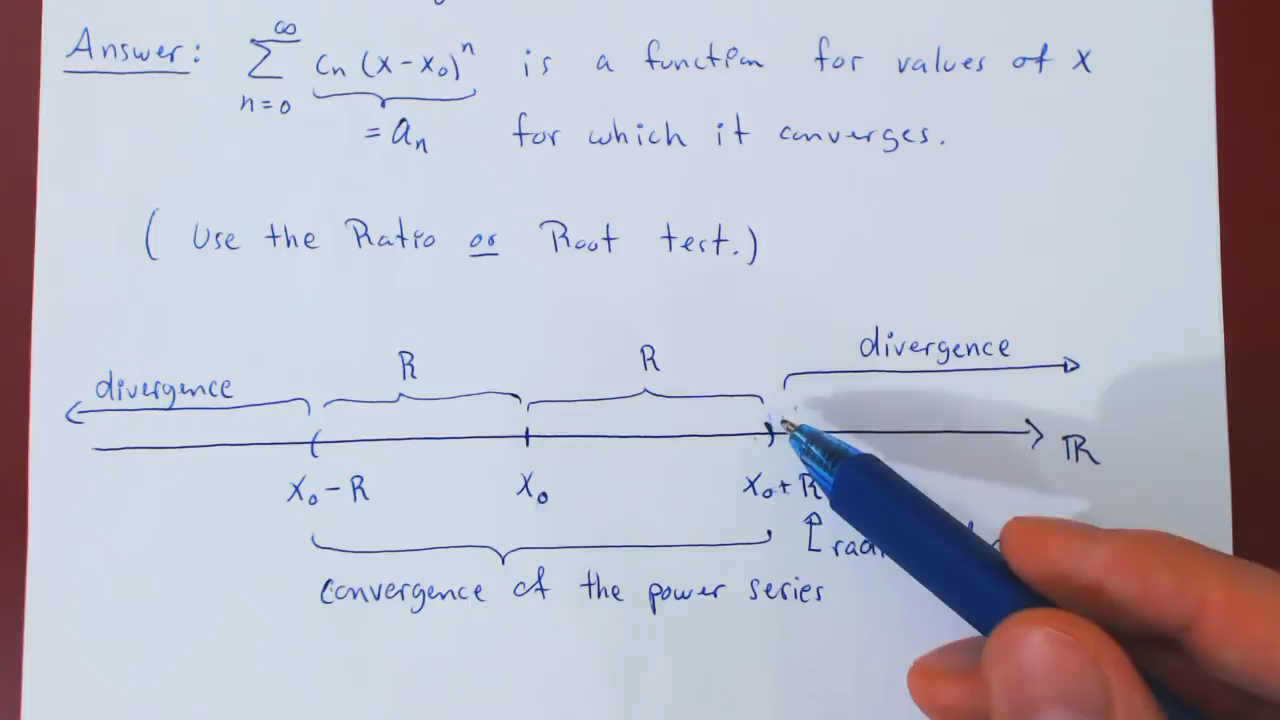 Answer: ∞
∑ cn (x-x₀)ⁿ is a function for values of x
n=0
= an for which it converges.
( Use the Ratio or Root test.)
divergence R R divergence
ℝ
x₀-R x₀ x₀+R
convergence of the power series